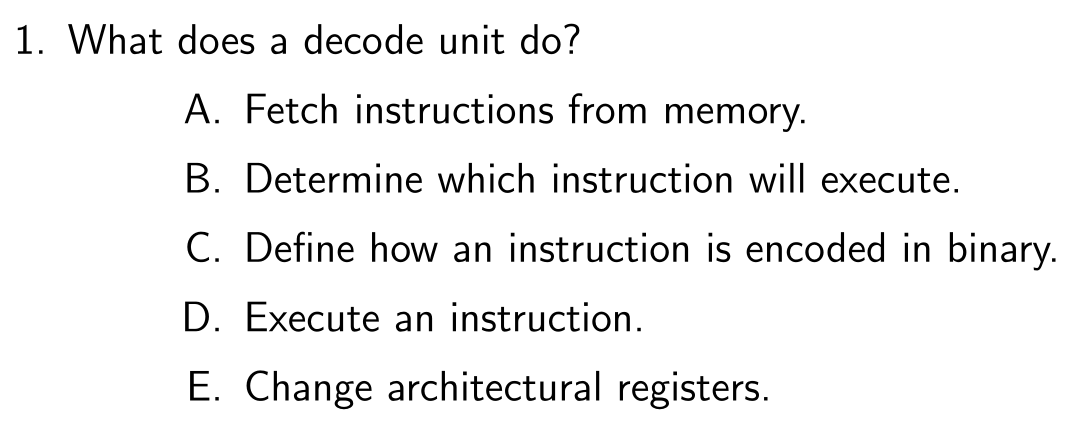 1. What does a decode unit do?
A. Fetch instructions from memory.
B. Determine which instruction will execute.
C. Define how an instruction is encoded in binary.
D. Execute an instruction.
E. Change architectural registers.